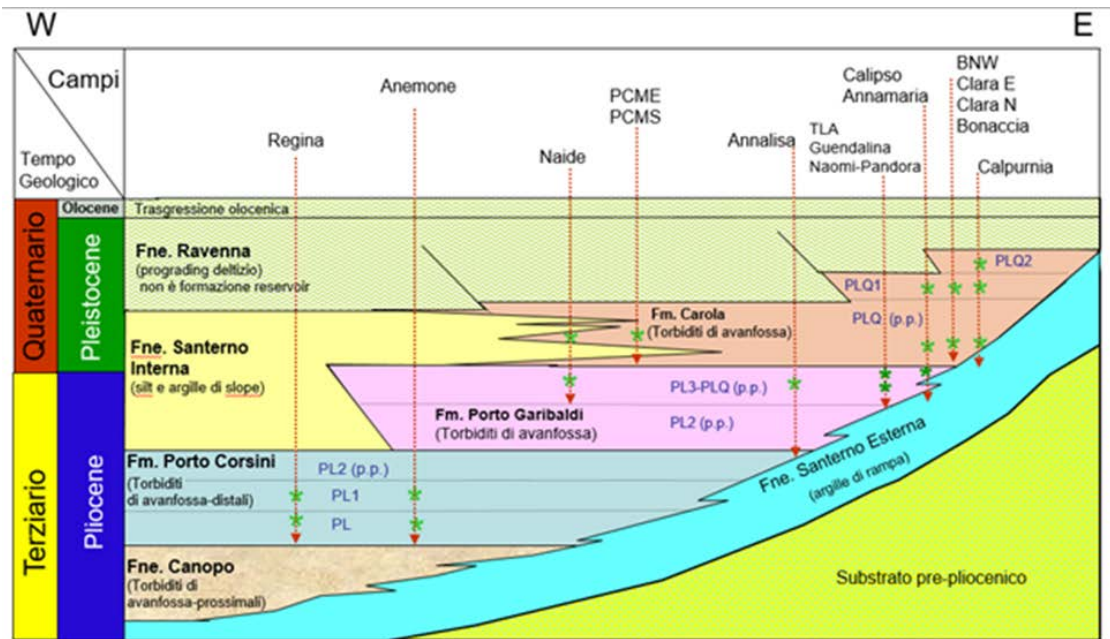 W
E
Campi
Tempo
Geologico
Regina
Anemone
Naide
PCME
PCMS
Annalisa
TLA
Guendalina
Naomi-Pandora
Calipso
Annamaria
BNW
Clara E
Clara N
Bonaccia
Calpurnia
Quaternario
Terziario
Olocene
Pleistocene
Pliocene
Trasgressione olocenica
Fne. Ravenna
(prograding deltizio)
non è formazione reservoir
PLQ2
PLQ1
PLQ (p.p.)
Fm. Carola
(Torbiditi di avanfossa)
Fne. Santerno
Interna
(silt e argille di slope)
PL3-PLQ (p.p.)
Fm. Porto Garibaldi
(Torbiditi di avanfossa)
PL2 (p.p.)
Fm. Porto Corsini
(Torbiditi
di avanfossa-distali)
PL2 (p.p.)
PL1
PL
Fne. Santerno Esterna
(argille di rampa)
Fne. Canopo
(Torbiditi di
avanfossa-prossimali)
Substrato pre-pliocenico